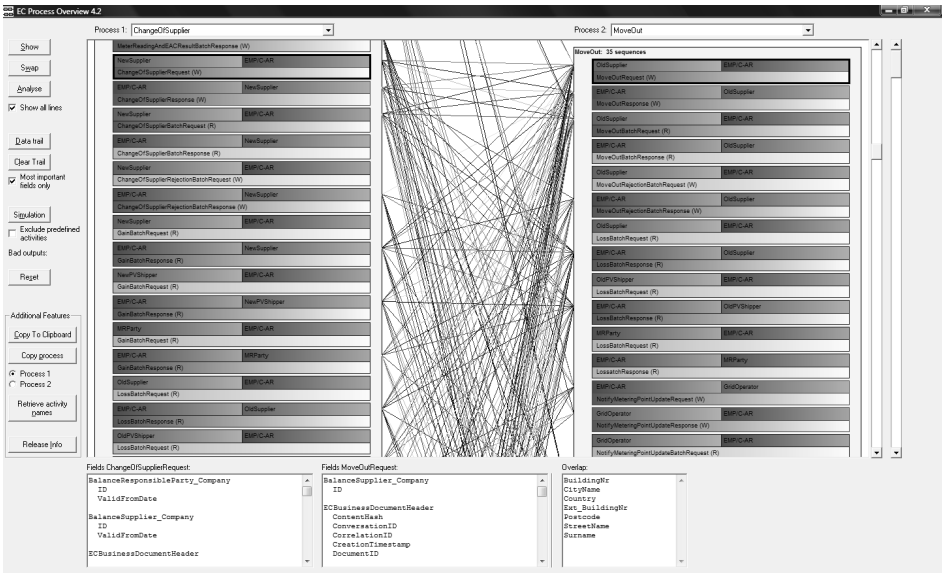 EC Process Overview 4.2
Process 1: ChangeOfSupplier
Process 2: MoveOut
Show
Swap
Analyse
Show all lines
Data trail
Clear Trail
Most important
fields only
Simulation
Exclude predefined
activities
Bad outputs:
Reset
Additional Features
Copy To Clipboard
Copy process
Process 1
Process 2
Retrieve activity
names
Release Info
MeterReadingAndEACResultBatchResponse (W)
NewSupplier EMP/C-AR
ChangeOfSupplierRequest (W)
EMP/C-AR NewSupplier
ChangeOfSupplierResponse (W)
NewSupplier EMP/C-AR
ChangeOfSupplierBatchRequest (R)
EMP/C-AR NewSupplier
ChangeOfSupplierBatchResponse (R)
NewSupplier EMP/C-AR
ChangeOfSupplierRejectionBatchRequest (W)
EMP/C-AR NewSupplier
ChangeOfSupplierRejectionBatchResponse (W)
NewSupplier EMP/C-AR
GainBatchRequest (R)
EMP/C-AR NewSupplier
GainBatchResponse (R)
NewPVShipper EMP/C-AR
GainBatchRequest (R)
EMP/C-AR NewPVShipper
GainBatchResponse (R)
MRParty EMP/C-AR
GainBatchRequest (R)
EMP/C-AR MRParty
GainBatchResponse (R)
OldSupplier EMP/C-AR
LossBatchRequest (R)
EMP/C-AR OldSupplier
LossBatchResponse (R)
OldPVShipper EMP/C-AR
LossBatchRequest (R)
MoveOut: 35 sequences
OldSupplier EMP/C-AR
MoveOutRequest (W)
EMP/C-AR OldSupplier
MoveOutResponse (W)
OldSupplier EMP/C-AR
MoveOutBatchRequest (R)
EMP/C-AR OldSupplier
MoveOutBatchResponse (R)
OldSupplier EMP/C-AR
MoveOutRejectionBatchRequest (W)
EMP/C-AR OldSupplier
MoveOutRejectionBatchResponse (W)
OldSupplier EMP/C-AR
LossBatchRequest (R)
EMP/C-AR OldSupplier
LossBatchResponse (R)
OldPVShipper EMP/C-AR
LossBatchRequest (R)
EMP/C-AR OldPVShipper
LossBatchResponse (R)
MRParty EMP/C-AR
LossBatchRequest (R)
EMP/C-AR MRParty
LossatchResponse (R)
EMP/C-AR GridOperator
NotifyMeteringPointUpdateRequest (W)
GridOperator EMP/C-AR
NotifyMeteringPointUpdateResponse (W)
GridOperator EMP/C-AR
NotifyMeteringPointUpdateBatchRequest (R)
Fields ChangeOfSupplierRequest:
BalanceResponsibleParty_Company
ID
ValidFromDate
BalanceSupplier_Company
ID
ValidFromDate
ECBusinessDocumentHeader
Fields MoveOutRequest:
BalanceSupplier_Company
ID
ECBusinessDocumentHeader
ContentHash
ConversationID
CorrelationID
CreationTimestamp
DocumentID
Overlap:
BuildingNr
CityName
Country
Ext_BuildingNr
Postcode
StreetName
Surname